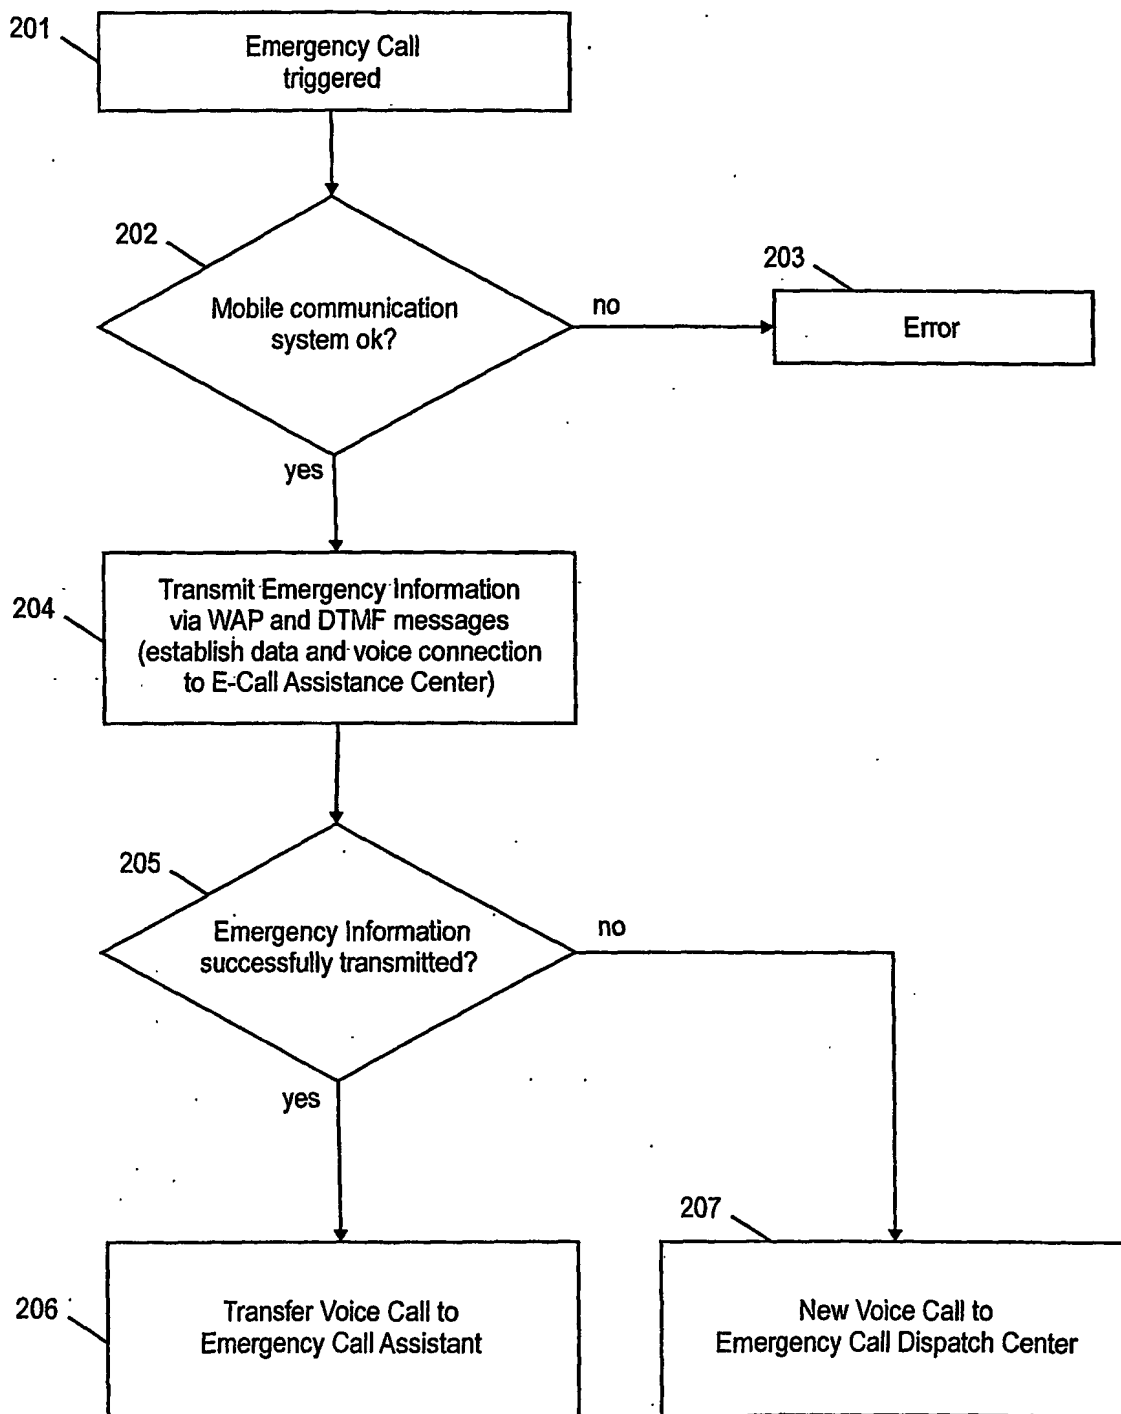 201
Emergency Call
triggered
202
Mobile communication
system ok?
no
203
Error
yes
204
Transmit Emergency Information
via WAP and DTMF messages
(establish data and voice connection
to E-Call Assistance Center)
205
Emergency Information
successfully transmitted?
no
yes
206
Transfer Voice Call to
Emergency Call Assistant
207
New Voice Call to
Emergency Call Dispatch Center